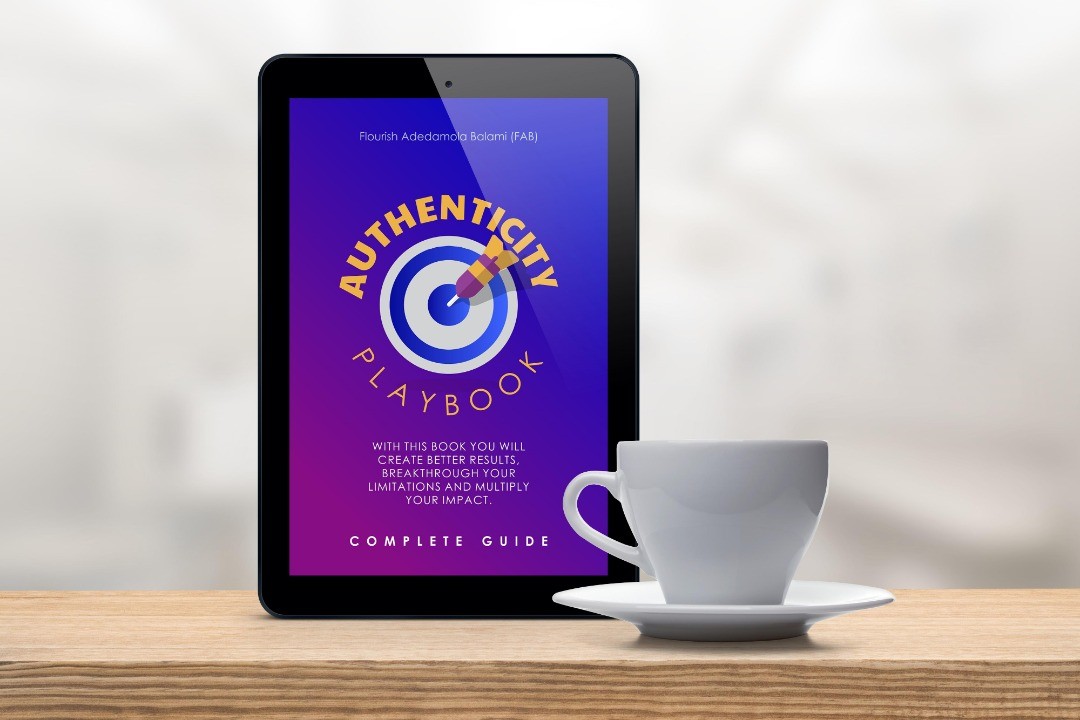 Flourish Adedamola Balami (FAB)
AUTHENTICITY
PLAYBOOK
WITH THIS BOOK YOU WILL
CREATE BETTER RESULTS,
BREAKTHROUGH YOUR
LIMITATIONS AND MULTIPLY
YOUR IMPACT.
COMPLETE GUIDE